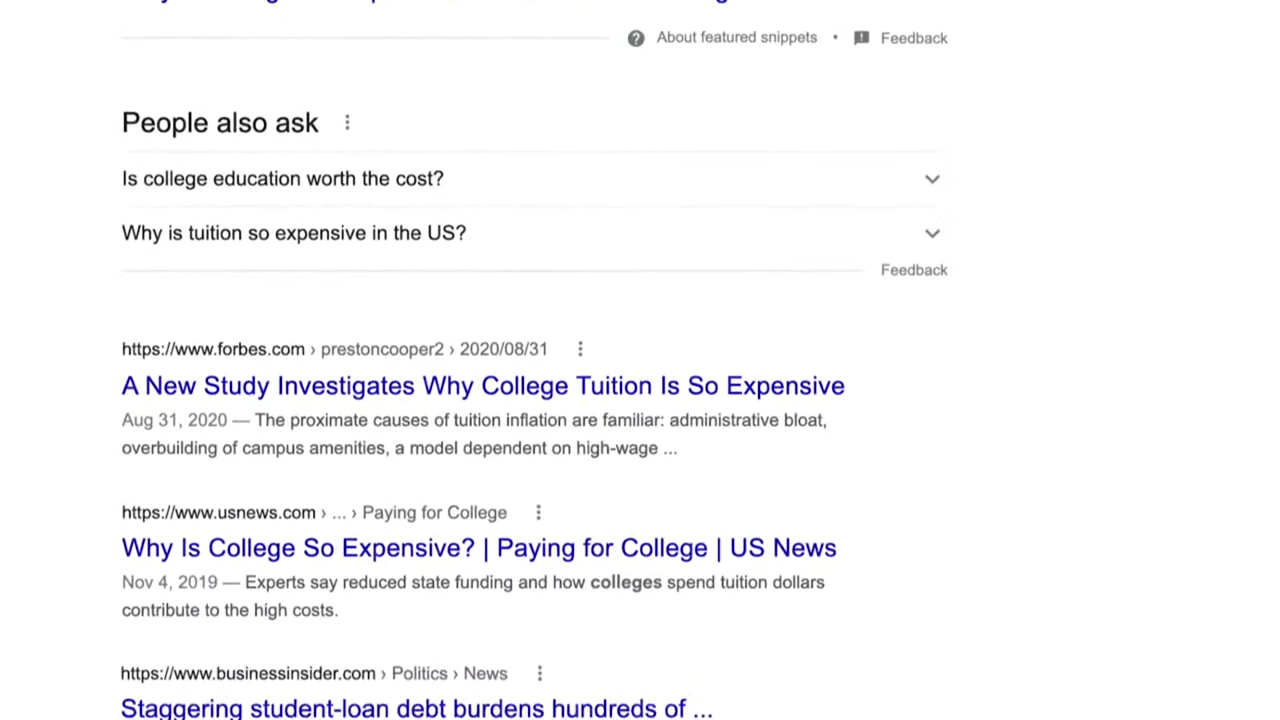 About featured snippets • Feedback
People also ask
Is college education worth the cost?
Why is tuition so expensive in the US?
Feedback
https://www.forbes.com › prestoncooper2 › 2020/08/31
A New Study Investigates Why College Tuition Is So Expensive
Aug 31, 2020 — The proximate causes of tuition inflation are familiar: administrative bloat,
overbuilding of campus amenities, a model dependent on high-wage ...
https://www.usnews.com › ... › Paying for College
Why Is College So Expensive? | Paying for College | US News
Nov 4, 2019 — Experts say reduced state funding and how colleges spend tuition dollars
contribute to the high costs.
https://www.businessinsider.com › Politics › News
Staggering student-loan debt burdens hundreds of ...